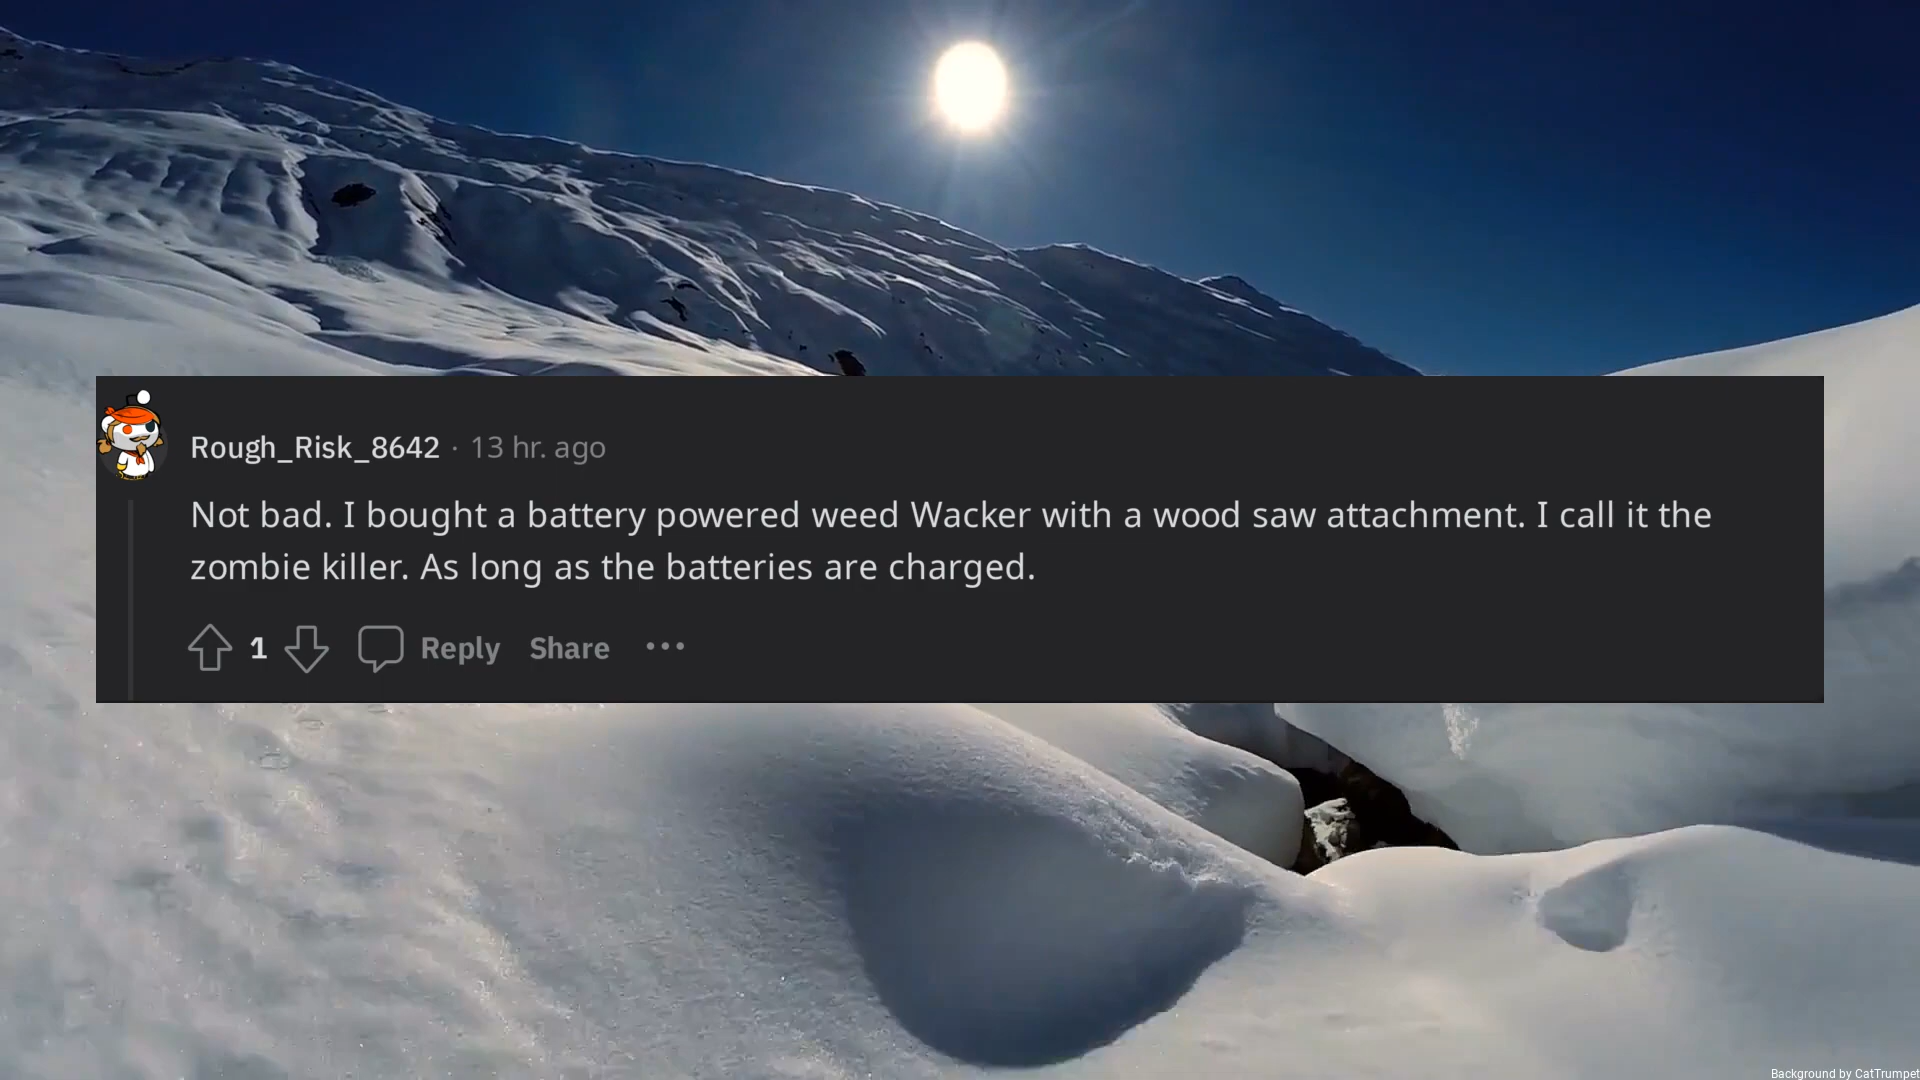 Rough_Risk_8642 · 13 hr. ago
Not bad. I bought a battery powered weed Wacker with a wood saw attachment. I call it the
zombie killer. As long as the batteries are charged.
1 Reply Share ···
Background by CatTrumpet